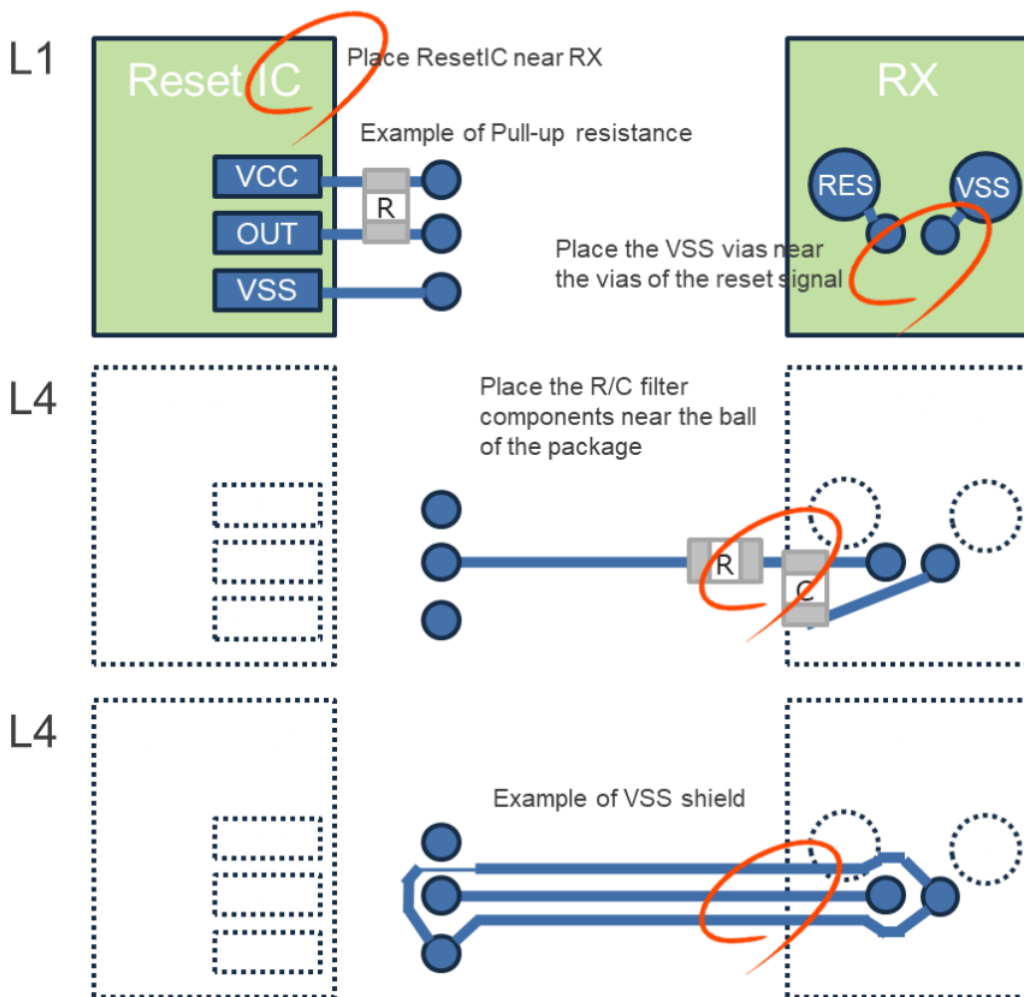 L1
Reset IC
Place ResetIC near RX
RX
Example of Pull-up resistance
VCC
R
OUT
VSS
RES
VSS
Place the VSS vias near
the vias of the reset signal
L4
Place the R/C filter
components near the ball
of the package
R
C
L4
Example of VSS shield